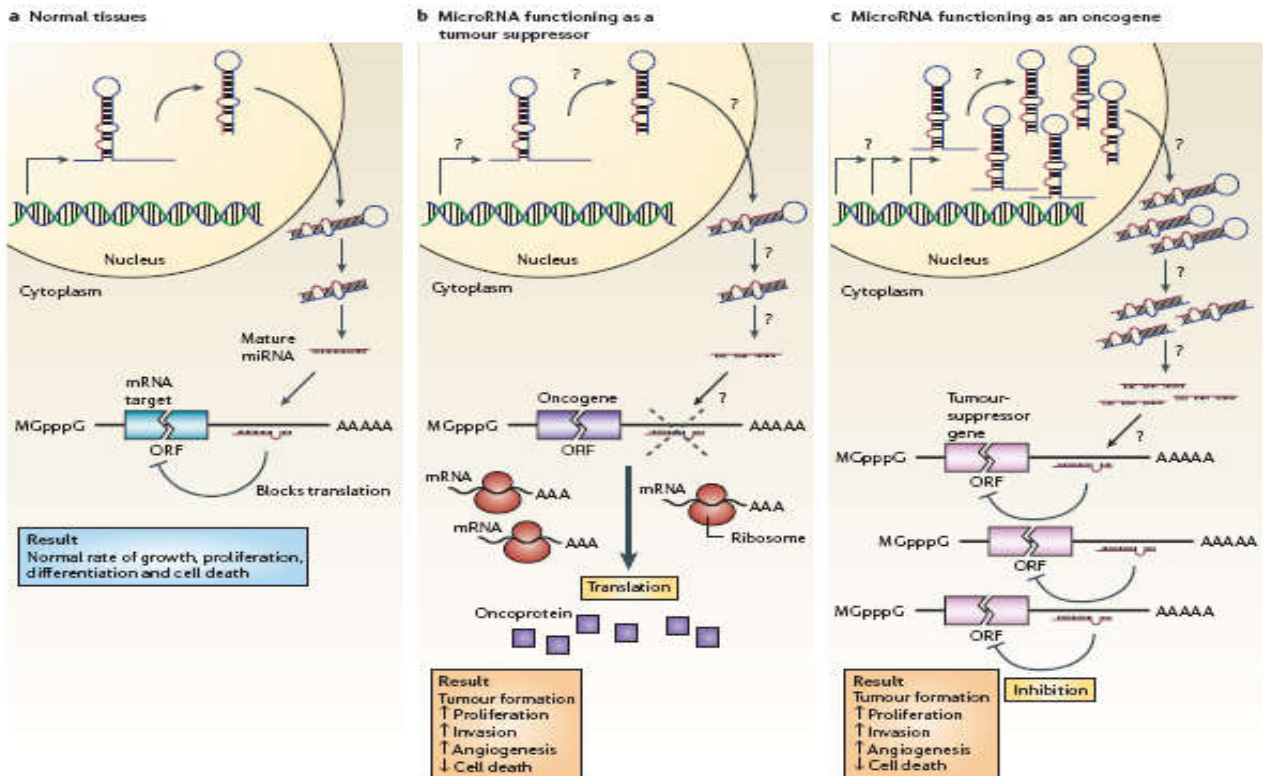 a Normal tissues
Nucleus
Cytoplasm
Mature
miRNA
mRNA
target
MGpppG
AAAAA
ORF
Blocks translation
Result
Normal rate of growth, proliferation,
differentiation and cell death
b MicroRNA functioning as a
tumour suppressor
?
?
?
Nucleus
Cytoplasm
?
?
?
Oncogene
MGpppG
AAAAA
ORF
mRNA
AAA
mRNA
AAA
mRNA
AAA
Ribosome
Translation
Oncoprotein
Result
Tumour formation
↑ Proliferation
↑ Invasion
↑ Angiogenesis
↓ Cell death
c MicroRNA functioning as an oncogene
?
? ?
?
Nucleus
Cytoplasm
?
?
?
Tumour-
suppressor
gene
MGpppG
AAAAA
ORF
MGpppG
AAAAA
ORF
MGpppG
AAAAA
ORF
Inhibition
Result
Tumour formation
↑ Proliferation
↑ Invasion
↑ Angiogenesis
↓ Cell death